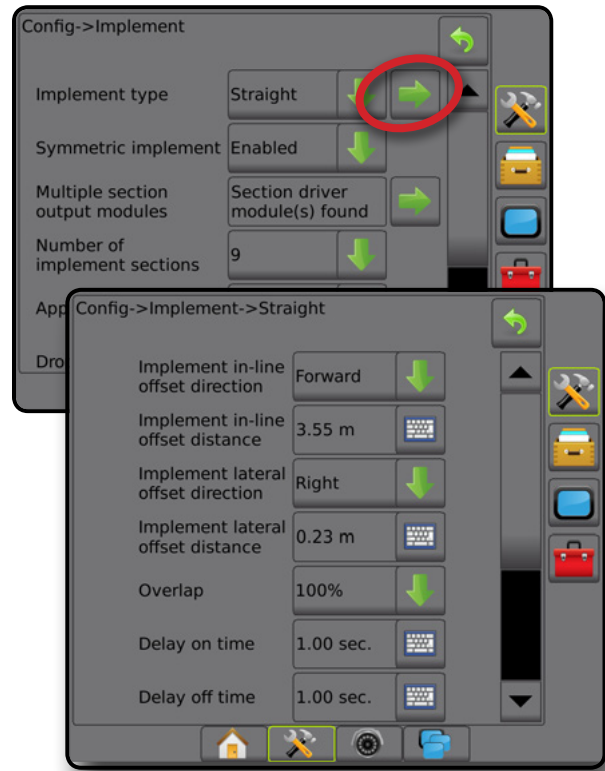 Config->Implement
Implement type
Straight
Symmetric implement
Enabled
Multiple section
output modules
Section driver
module(s) found
Number of
implement sections
9
App
Dro
Config->Implement->Straight
Implement in-line
offset direction
Forward
Implement in-line
offset distance
3.55 m
Implement lateral
offset direction
Right
Implement lateral
offset distance
0.23 m
Overlap
100%
Delay on time
1.00 sec.
Delay off time
1.00 sec.